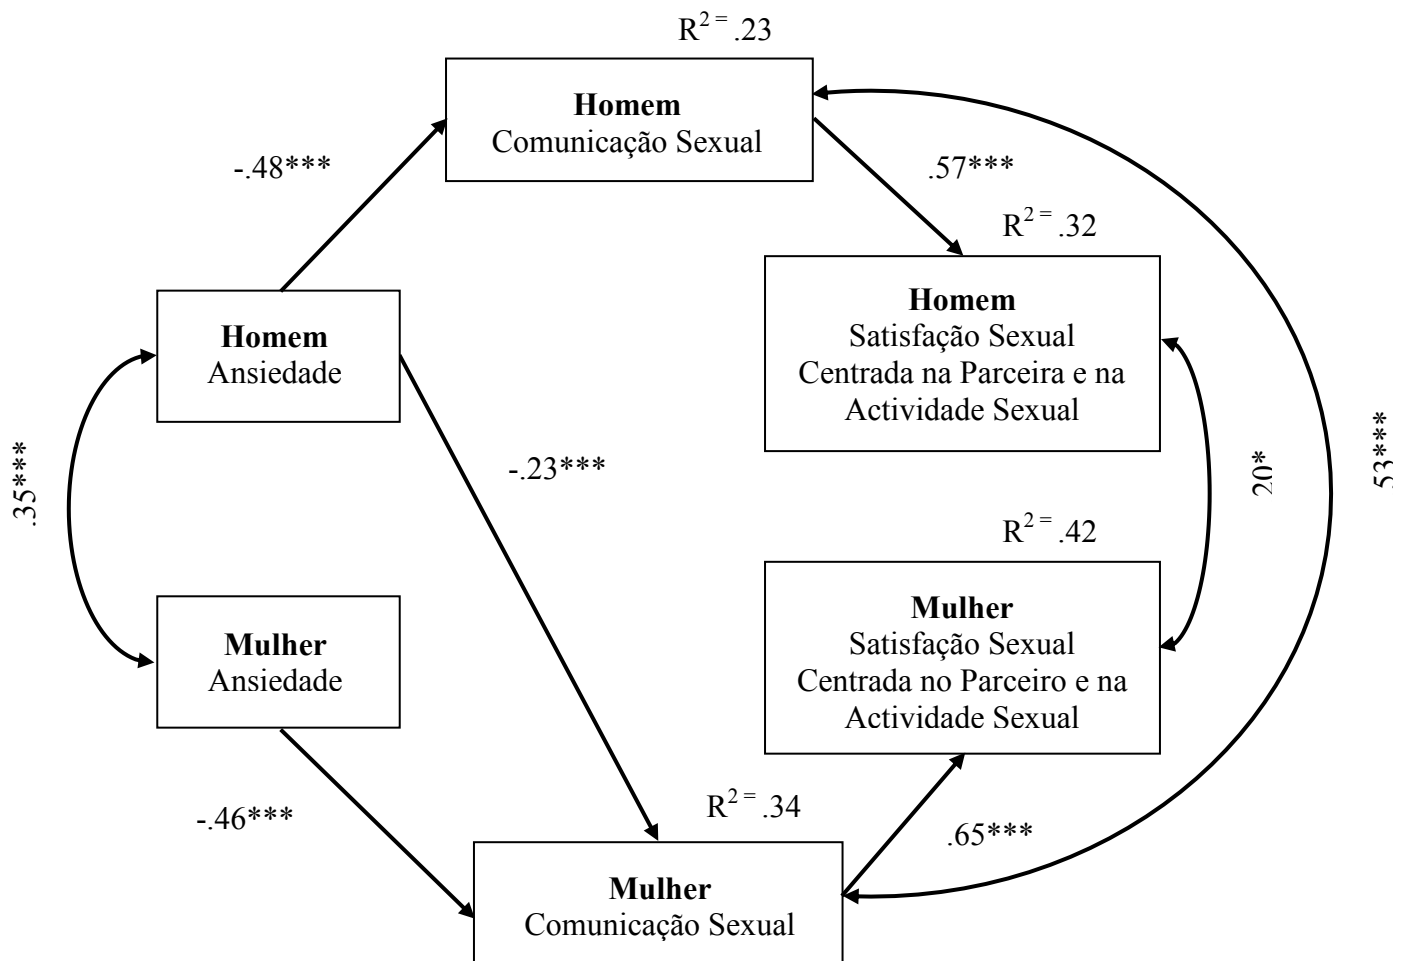 R² = .23
Homem
Comunicação Sexual
-.48***
.57***
R² = .32
Homem
Ansiedade
Homem
Satisfação Sexual
Centrada na Parceira e na
Actividade Sexual
.35***
-.23***
.20*
.53***
R² = .42
Mulher
Ansiedade
Mulher
Satisfação Sexual
Centrada no Parceiro e na
Actividade Sexual
-.46***
R² = .34
.65***
Mulher
Comunicação Sexual